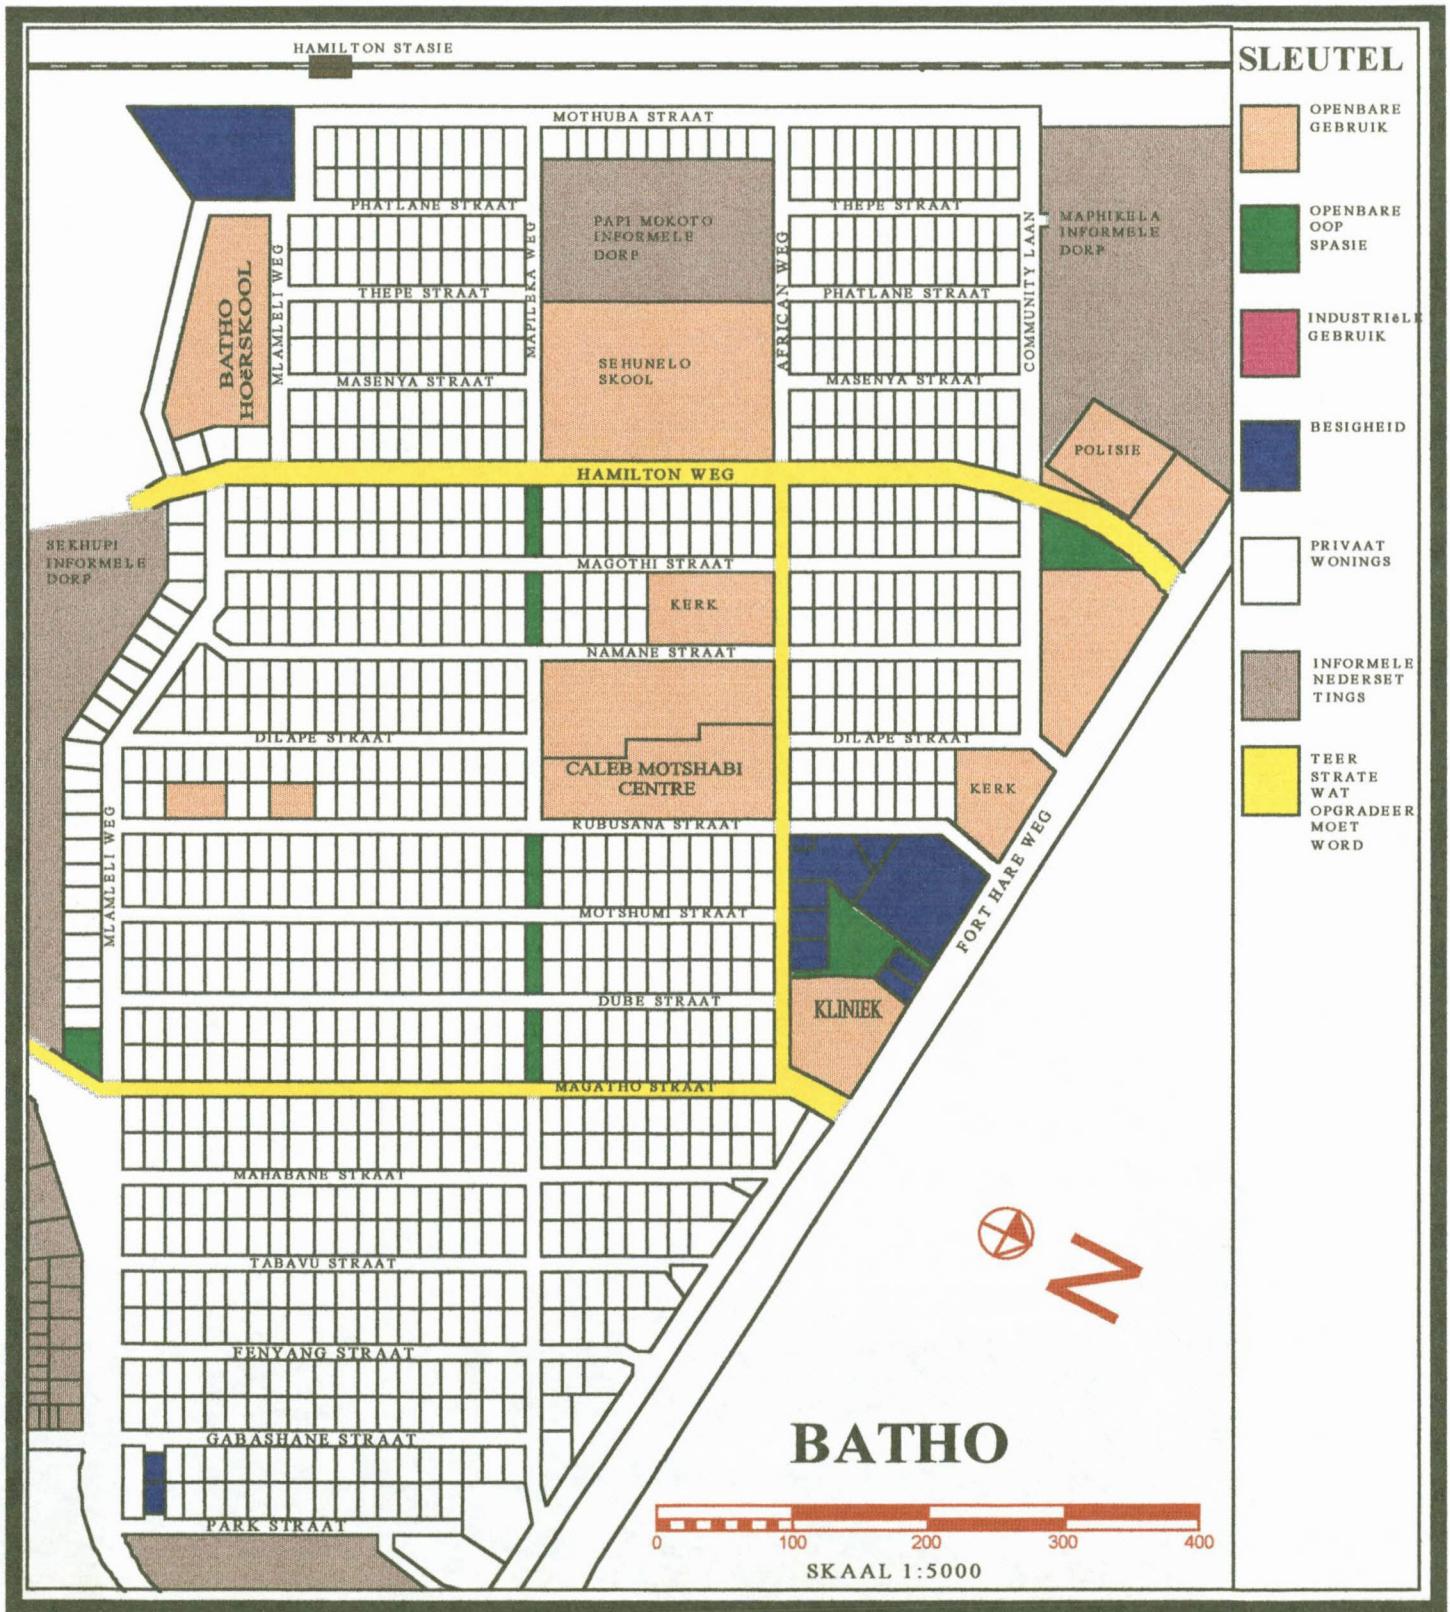 HAMILTON STASIE
MOTHUBA STRAAT
PHATLANE STRAAT
THEPE STRAAT
PAPI MOKOTO
INFORMELE
DORP
MAPHIKELA
INFORMELE
DORP
MLAMLELI WEG
MAPILEKA WEG
AFRICAN WEG
COMMUNITY LAAN
BATHO
HOëRSKOOL
THEPE STRAAT
PHATLANE STRAAT
SEHUNELO
SKOOL
MASENYA STRAAT
MASENYA STRAAT
POLISIE
HAMILTON WEG
SEKHUPI
INFORMELE
DORP
MAGOTHI STRAAT
KERK
NAMANE STRAAT
DILAPE STRAAT
DILAPE STRAAT
CALEB MOTSHABI
CENTRE
KERK
RUBUSANA STRAAT
MLAMLELI WEG
FORT HARE WEG
MOTSHUMI STRAAT
DUBE STRAAT
KLINIEK
MAGATHO STRAAT
MAHABANE STRAAT
TABAVU STRAAT
FENYANG STRAAT
GABASHANE STRAAT
PARK STRAAT
N
BATHO
0 100 200 300 400
SKAAL 1:5000
SLEUTEL
OPENBARE
GEBRUIK
OPENBARE
OOP
SPASIE
INDUSTRIëLE
GEBRUIK
BESIGHEID
PRIVAAT
WONINGS
INFORMELE
NEDERSET
TINGS
TEER
STRATE
WAT
OPGRADEER
MOET
WORD